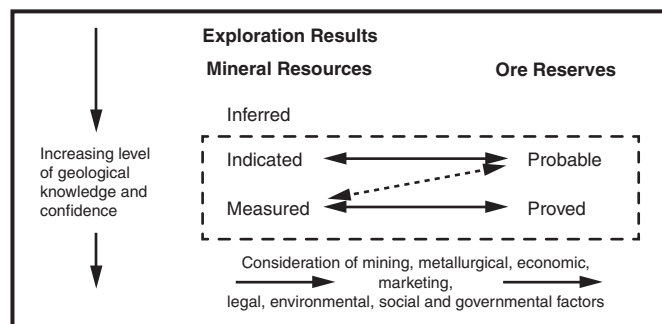 Exploration Results
Mineral Resources
Ore Reserves
Inferred
Increasing level
of geological
knowledge and
confidence
Indicated
Probable
Measured
Proved
Consideration of mining, metallurgical, economic,
marketing,
legal, environmental, social and governmental factors